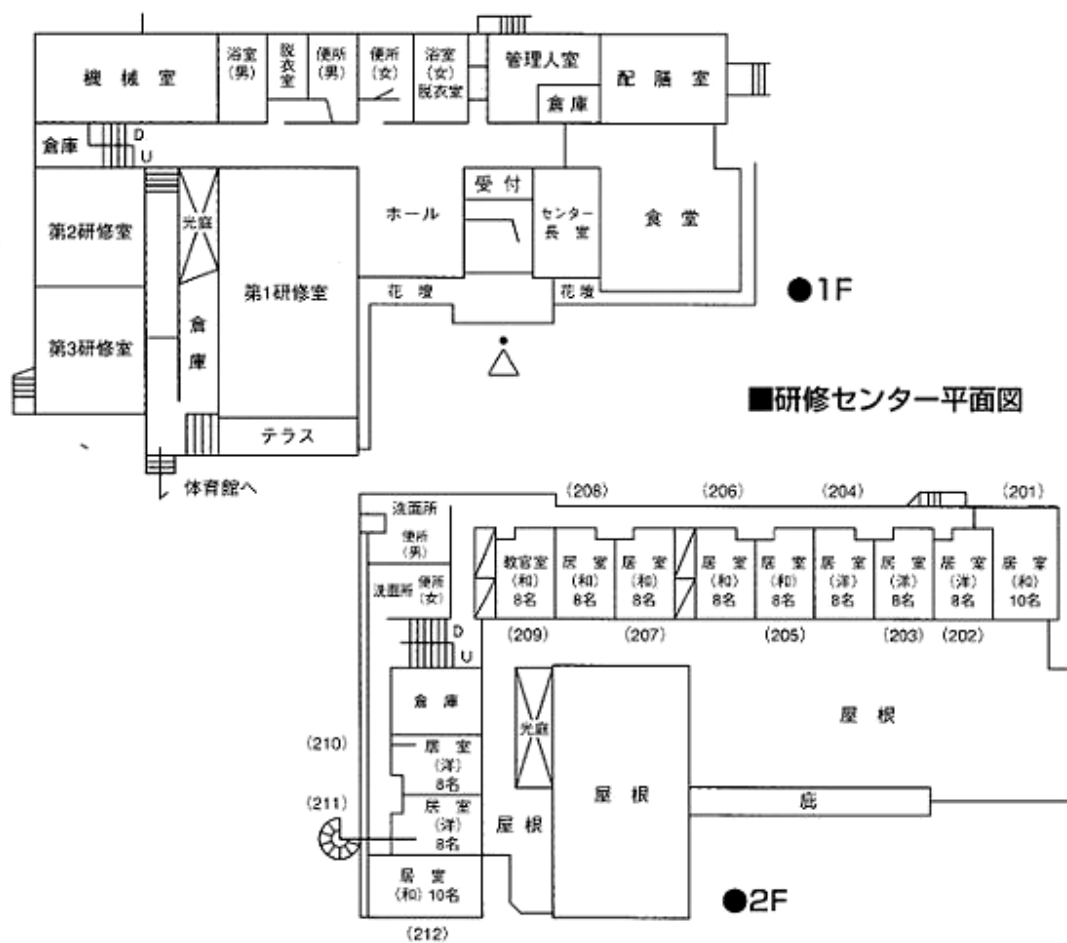 機械室
浴室
(男)
脱衣室
便所
(男)
便所
(女)
浴室
(女)
脱衣室
管理人室
倉庫
配膳室
倉庫
D
U
第2研修室
光庭
第1研修室
ホール
受付
センター
長室
食堂
花壇
花壇
●1F
第3研修室
倉庫
テラス
体育館へ
■研修センター平面図
(208)
(206)
(204)
(201)
洗面所
便所
(男)
教官室
(和)
8名
居室
(和)
8名
居室
(和)
8名
居室
(和)
8名
居室
(和)
8名
居室
(洋)
8名
居室
(洋)
8名
居室
(洋)
8名
居室
(和)
10名
洗面所
便所
(女)
(209)
(207)
(205)
(203)
(202)
D
U
倉庫
光庭
屋根
(210)
居室
(洋)
8名
(211)
居室
(洋)
8名
屋根
屋根
庇
居室
(和) 10名
(212)
●2F